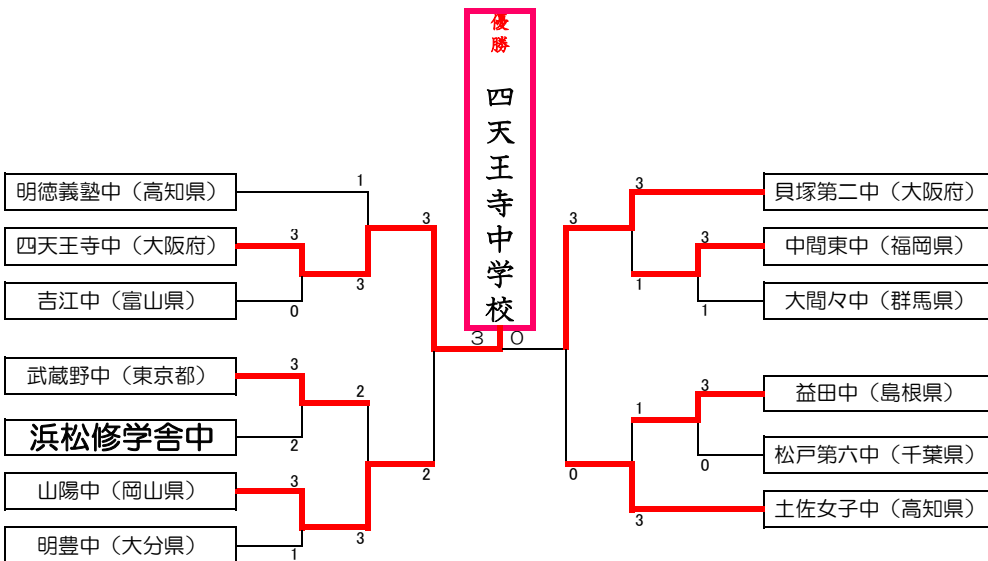 優勝
四天王寺中学校
明徳義塾中（高知県）
四天王寺中（大阪府）
吉江中（富山県）
武蔵野中（東京都）
浜松修学舎中
山陽中（岡山県）
明豊中（大分県）
1
3
0
3
3
3
2
2
3
1
3
2
3 0
貝塚第二中（大阪府）
中間東中（福岡県）
大間々中（群馬県）
益田中（島根県）
松戸第六中（千葉県）
土佐女子中（高知県）
3
3
3
1
1
3
1
0
0
3